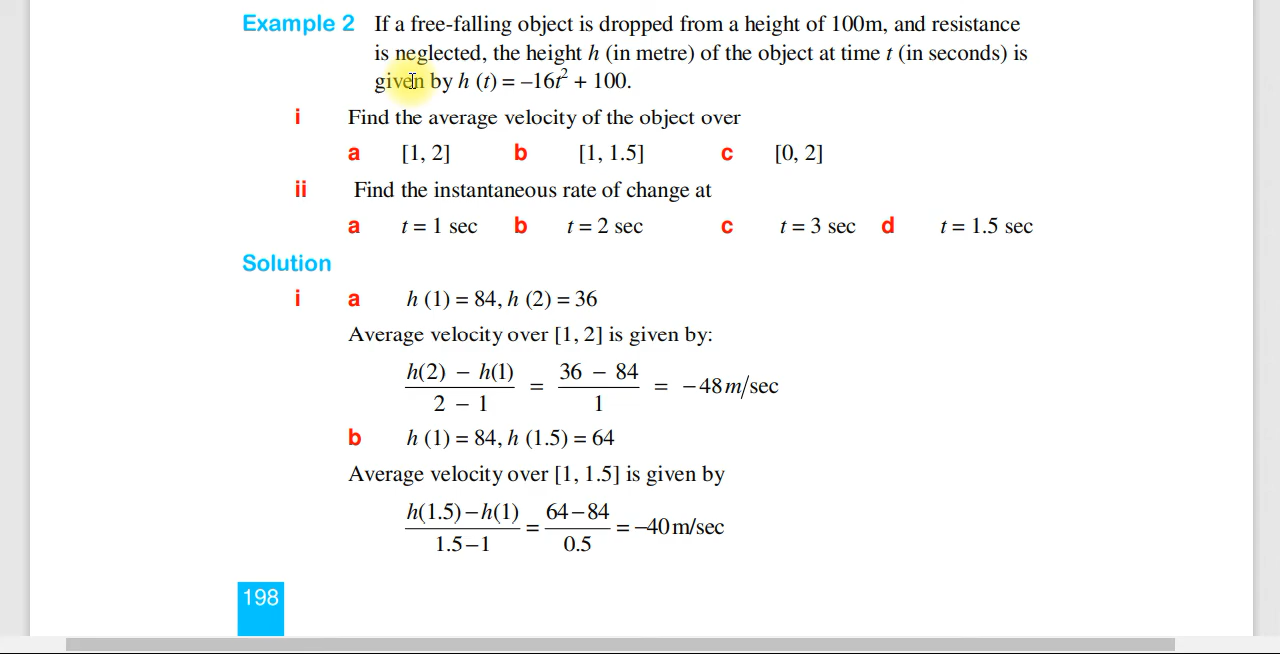 Example 2 If a free-falling object is dropped from a height of 100m, and resistance
is neglected, the height h (in metre) of the object at time t (in seconds) is
given by h (t) = –16t² + 100.
i Find the average velocity of the object over
a [1, 2] b [1, 1.5] c [0, 2]
ii Find the instantaneous rate of change at
a t = 1 sec b t = 2 sec c t = 3 sec d t = 1.5 sec
Solution
i a h (1) = 84, h (2) = 36
Average velocity over [1, 2] is given by:
h(2) – h(1) 36 – 84
= = –48 m/sec
2 – 1 1
b h (1) = 84, h (1.5) = 64
Average velocity over [1, 1.5] is given by
h(1.5) – h(1) 64 – 84
= = –40 m/sec
1.5 – 1 0.5
198